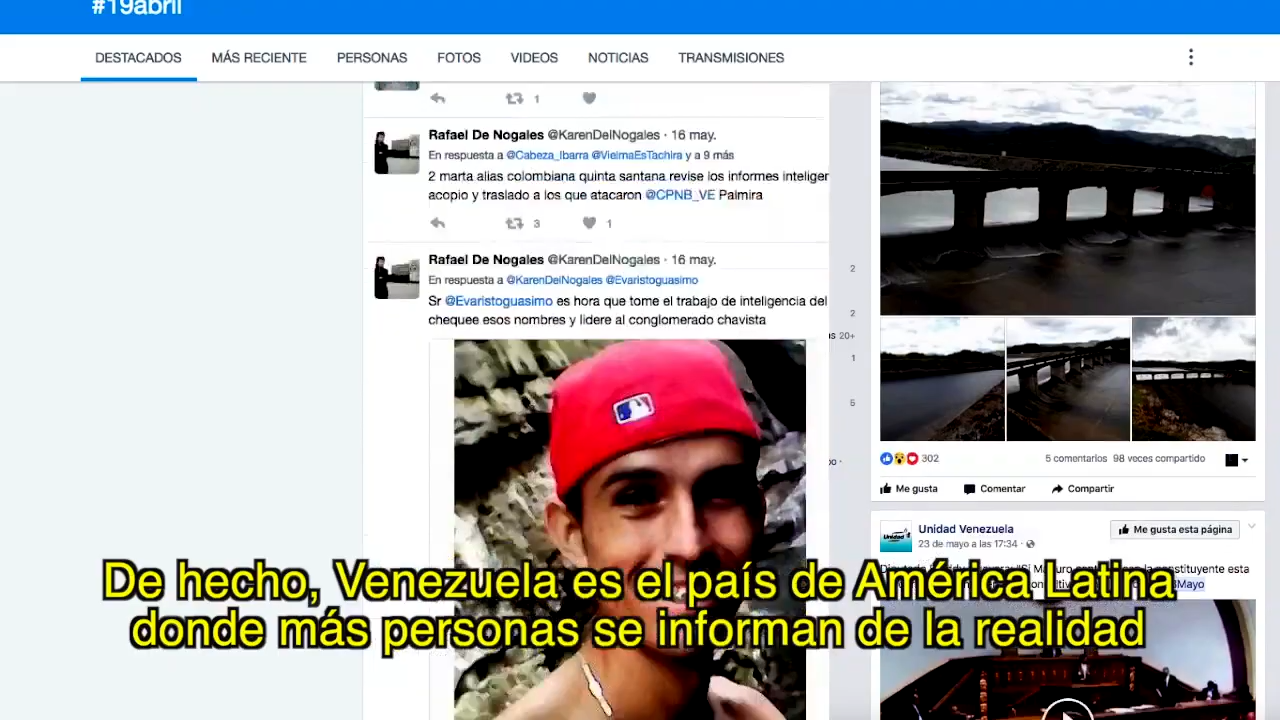 #19abril
DESTACADOS MÁS RECIENTE PERSONAS FOTOS VIDEOS NOTICIAS TRANSMISIONES
1
Rafael De Nogales @KarenDelNogales · 16 may.
En respuesta a @Cabeza_Ibarra @VielmaEsTachira y a 9 más
2 marta alias colombiana quinta santana revise los informes inteliger
acopio y traslado a los que atacaron @CPNB_VE Palmira
3 1
Rafael De Nogales @KarenDelNogales · 16 may.
En respuesta a @KarenDelNogales @Evaristoguasimo
Sr @Evaristoguasimo es hora que tome el trabajo de inteligencia del
chequee esos nombres y lidere al conglomerado chavista
2
2
20+
1
5
302 5 comentarios 98 veces compartido
Me gusta Comentar Compartir
Unidad Venezuela
Me gusta esta página
23 de mayo a las 17:34 ·
De hecho, Venezuela es el país de América Latina
donde más personas se informan de la realidad